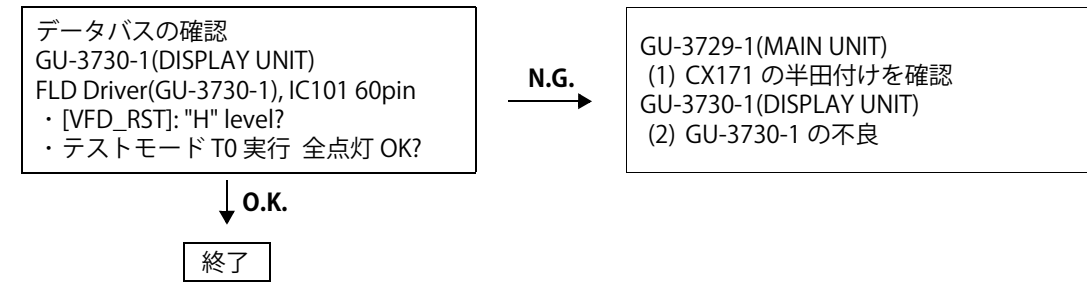 データバスの確認
GU-3730-1(DISPLAY UNIT)
FLD Driver(GU-3730-1), IC101 60pin
・[VFD_RST]: "H" level?
・テストモード T0 実行 全点灯 OK?
N.G.
GU-3729-1(MAIN UNIT)
(1) CX171 の半田付けを確認
GU-3730-1(DISPLAY UNIT)
(2) GU-3730-1 の不良
O.K.
終了